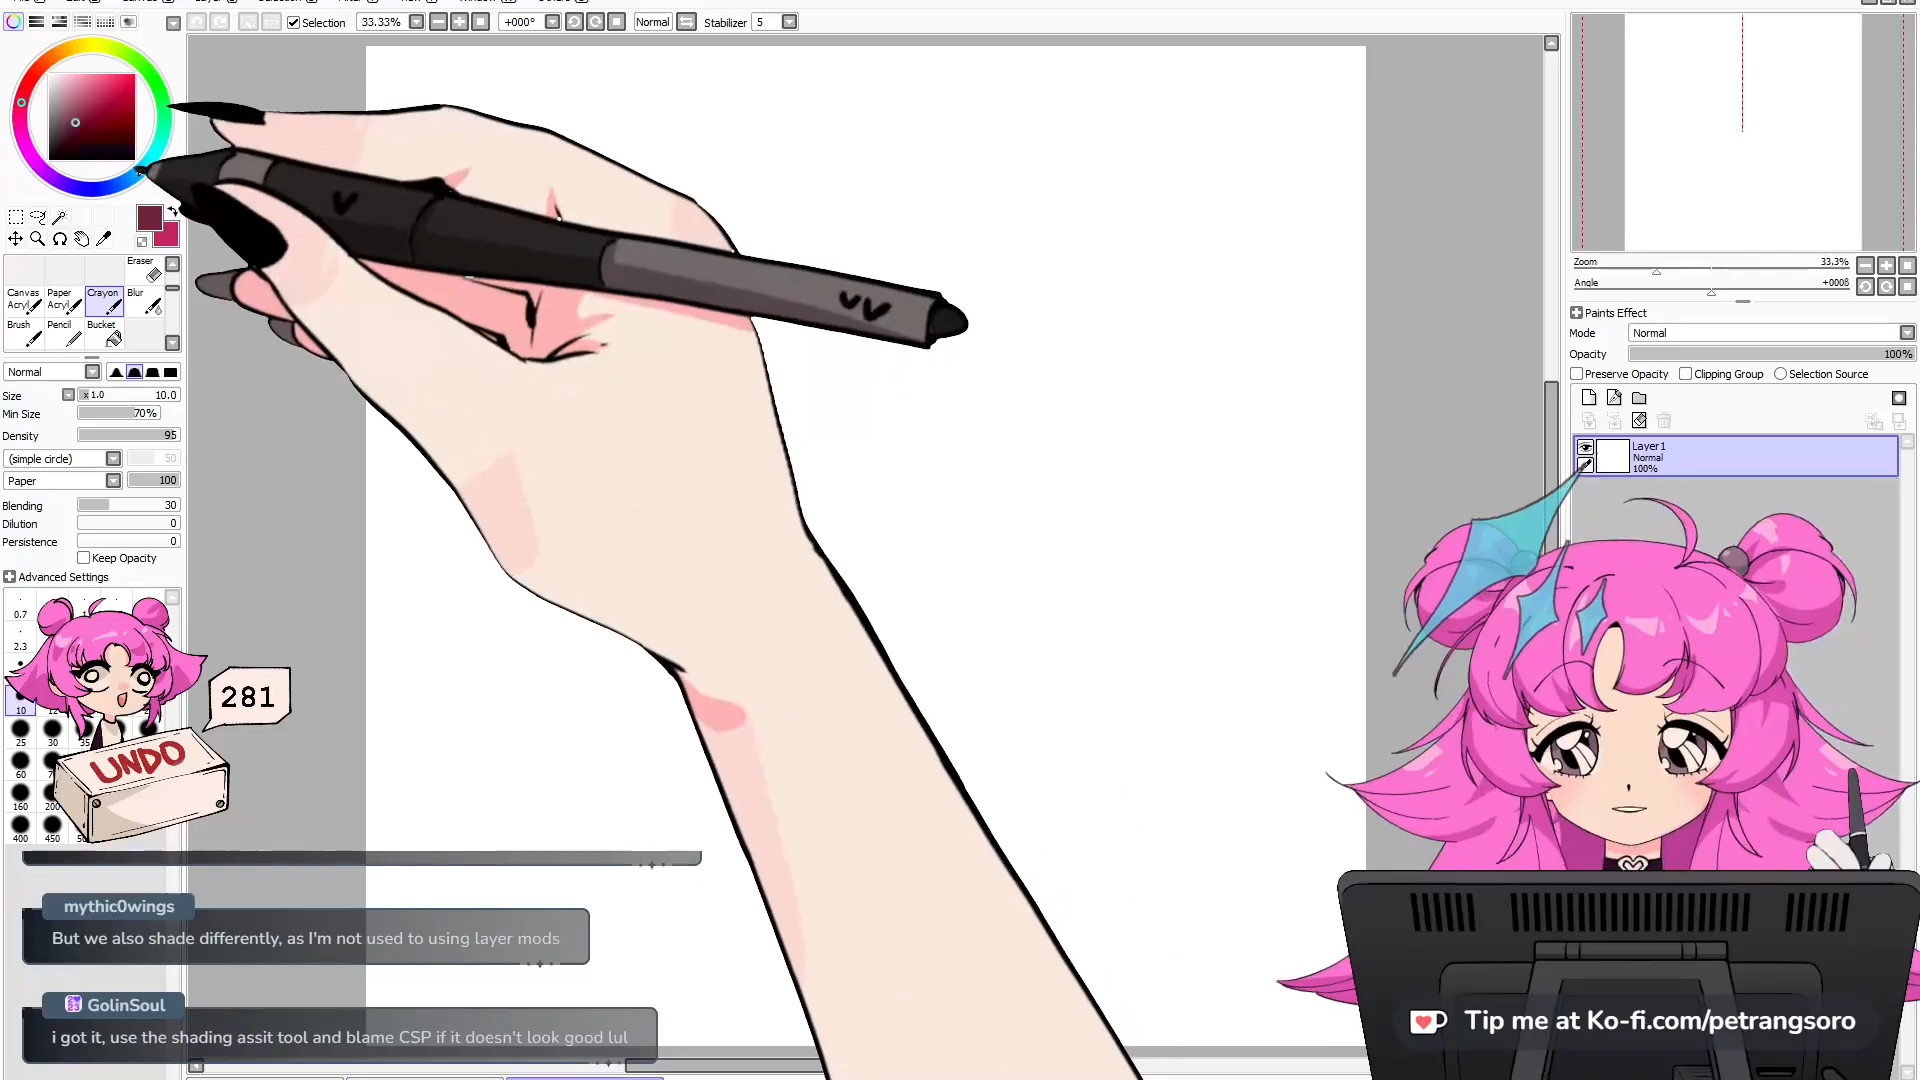 Selection
33.33%
+000°
Normal
Stabilizer
5
Eraser
Canvas
Acryl
Paper
Acryl
Crayon
Blur
Brush
Pencil
Bucket
Normal
Size
x 1.0
10.0
Min Size
70%
Density
95
(simple circle)
50
Paper
100
Blending
30
Dilution
0
Persistence
0
Keep Opacity
Advanced Settings
0.7
2.3
10
25
30
60
160
200
400
450
281
UNDO
mythic0wings
But we also shade differently, as I'm not used to using layer mods
GolinSoul
i got it, use the shading assit tool and blame CSP if it doesn't look good lul
Zoom
33.3%
Angle
+000ß
Paints Effect
Mode
Normal
Opacity
100%
Preserve Opacity
Clipping Group
Selection Source
Layer1
Normal
100%
Tip me at Ko-fi.com/petrangsoro